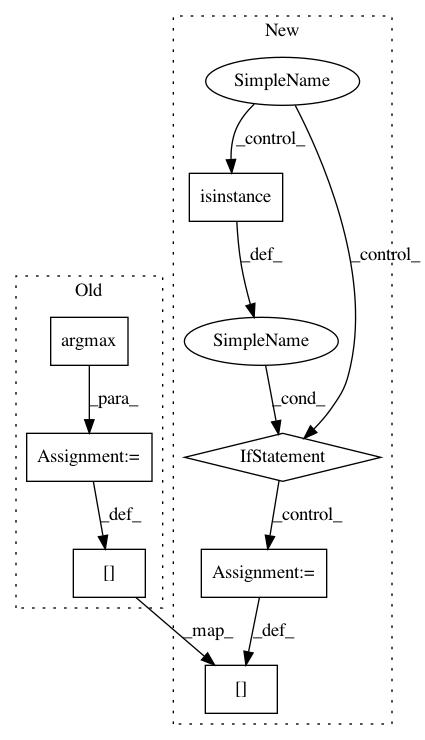 New
SimpleName
_control_
isinstance
_control_
_def_
Old
argmax
SimpleName
_para_
_cond_
Assignment:=
IfStatement
_def_
_control_
[]
Assignment:=
_map_
_def_
[]